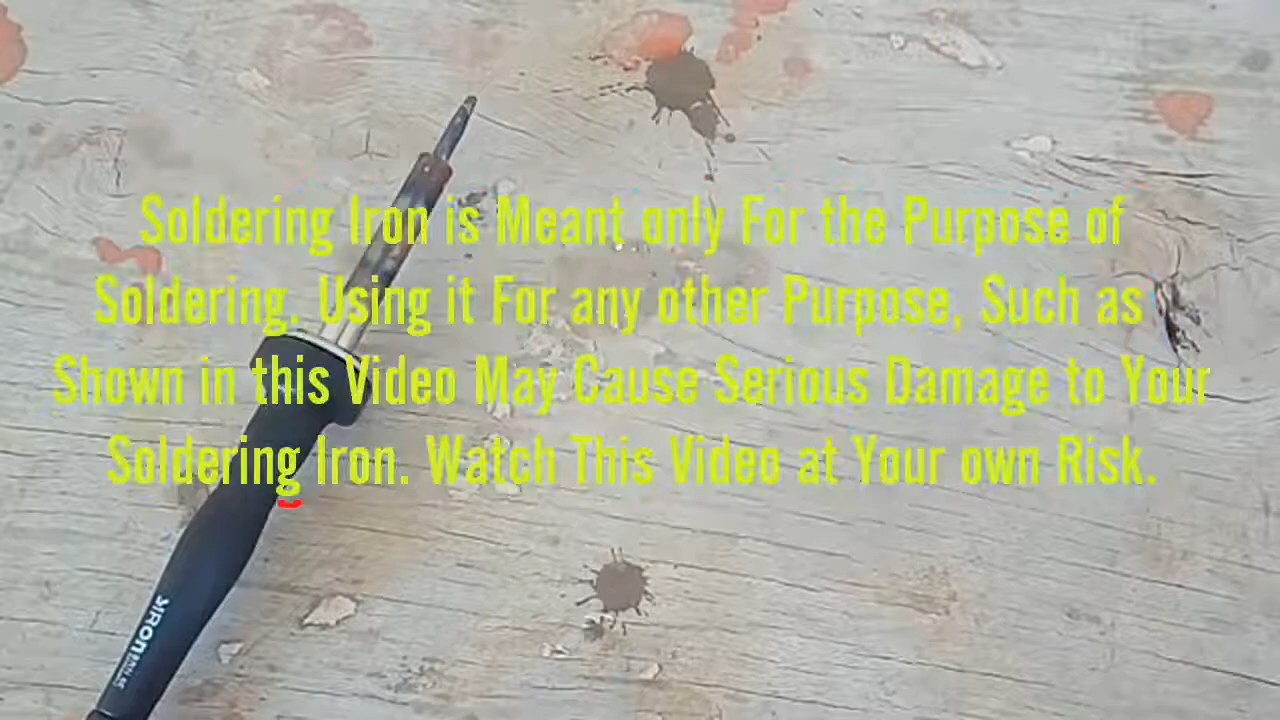 Soldering Iron is Meant only For the Purpose of
Soldering. Using it For any other Purpose, Such as
Shown in this Video May Cause Serious Damage to Your
Soldering Iron. Watch This Video at Your own Risk.